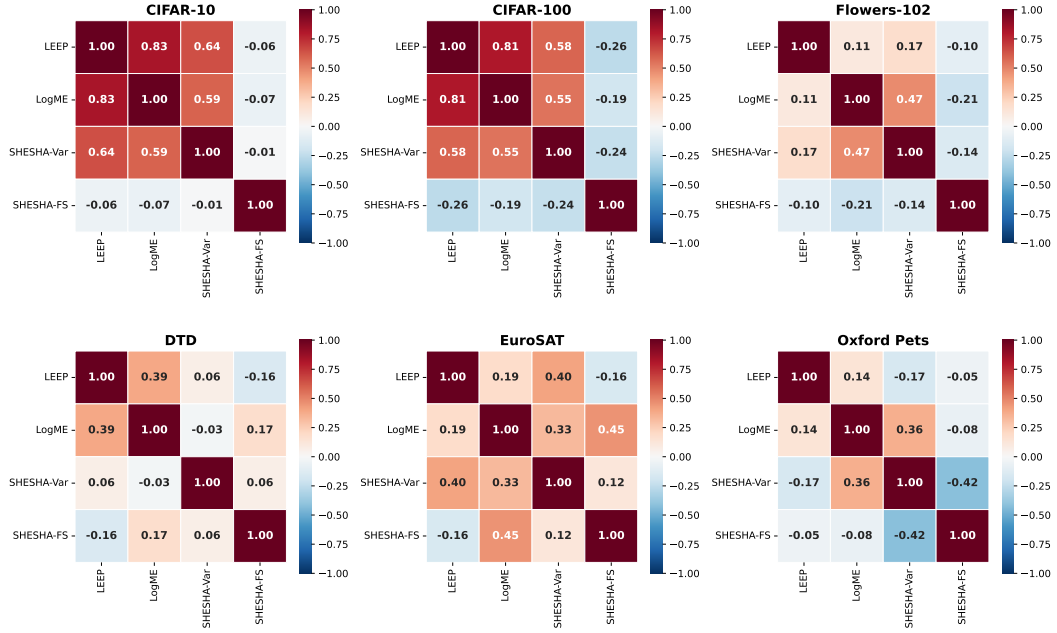 CIFAR-10
LEEP 1.00 0.83 0.64 -0.06
LogME 0.83 1.00 0.59 -0.07
SHESHA-Var 0.64 0.59 1.00 -0.01
SHESHA-FS -0.06 -0.07 -0.01 1.00
LEEP LogME SHESHA-Var SHESHA-FS
1.00
0.75
0.50
0.25
0.00
−0.25
−0.50
−0.75
−1.00
CIFAR-100
LEEP 1.00 0.81 0.58 -0.26
LogME 0.81 1.00 0.55 -0.19
SHESHA-Var 0.58 0.55 1.00 -0.24
SHESHA-FS -0.26 -0.19 -0.24 1.00
LEEP LogME SHESHA-Var SHESHA-FS
1.00
0.75
0.50
0.25
0.00
−0.25
−0.50
−0.75
−1.00
Flowers-102
LEEP 1.00 0.11 0.17 -0.10
LogME 0.11 1.00 0.47 -0.21
SHESHA-Var 0.17 0.47 1.00 -0.14
SHESHA-FS -0.10 -0.21 -0.14 1.00
LEEP LogME SHESHA-Var SHESHA-FS
1.00
0.75
0.50
0.25
0.00
−0.25
−0.50
−0.75
−1.00
DTD
LEEP 1.00 0.39 0.06 -0.16
LogME 0.39 1.00 -0.03 0.17
SHESHA-Var 0.06 -0.03 1.00 0.06
SHESHA-FS -0.16 0.17 0.06 1.00
LEEP LogME SHESHA-Var SHESHA-FS
1.00
0.75
0.50
0.25
0.00
−0.25
−0.50
−0.75
−1.00
EuroSAT
LEEP 1.00 0.19 0.40 -0.16
LogME 0.19 1.00 0.33 0.45
SHESHA-Var 0.40 0.33 1.00 0.12
SHESHA-FS -0.16 0.45 0.12 1.00
LEEP LogME SHESHA-Var SHESHA-FS
1.00
0.75
0.50
0.25
0.00
−0.25
−0.50
−0.75
−1.00
Oxford Pets
LEEP 1.00 0.14 -0.17 -0.05
LogME 0.14 1.00 0.36 -0.08
SHESHA-Var -0.17 0.36 1.00 -0.42
SHESHA-FS -0.05 -0.08 -0.42 1.00
LEEP LogME SHESHA-Var SHESHA-FS
1.00
0.75
0.50
0.25
0.00
−0.25
−0.50
−0.75
−1.00